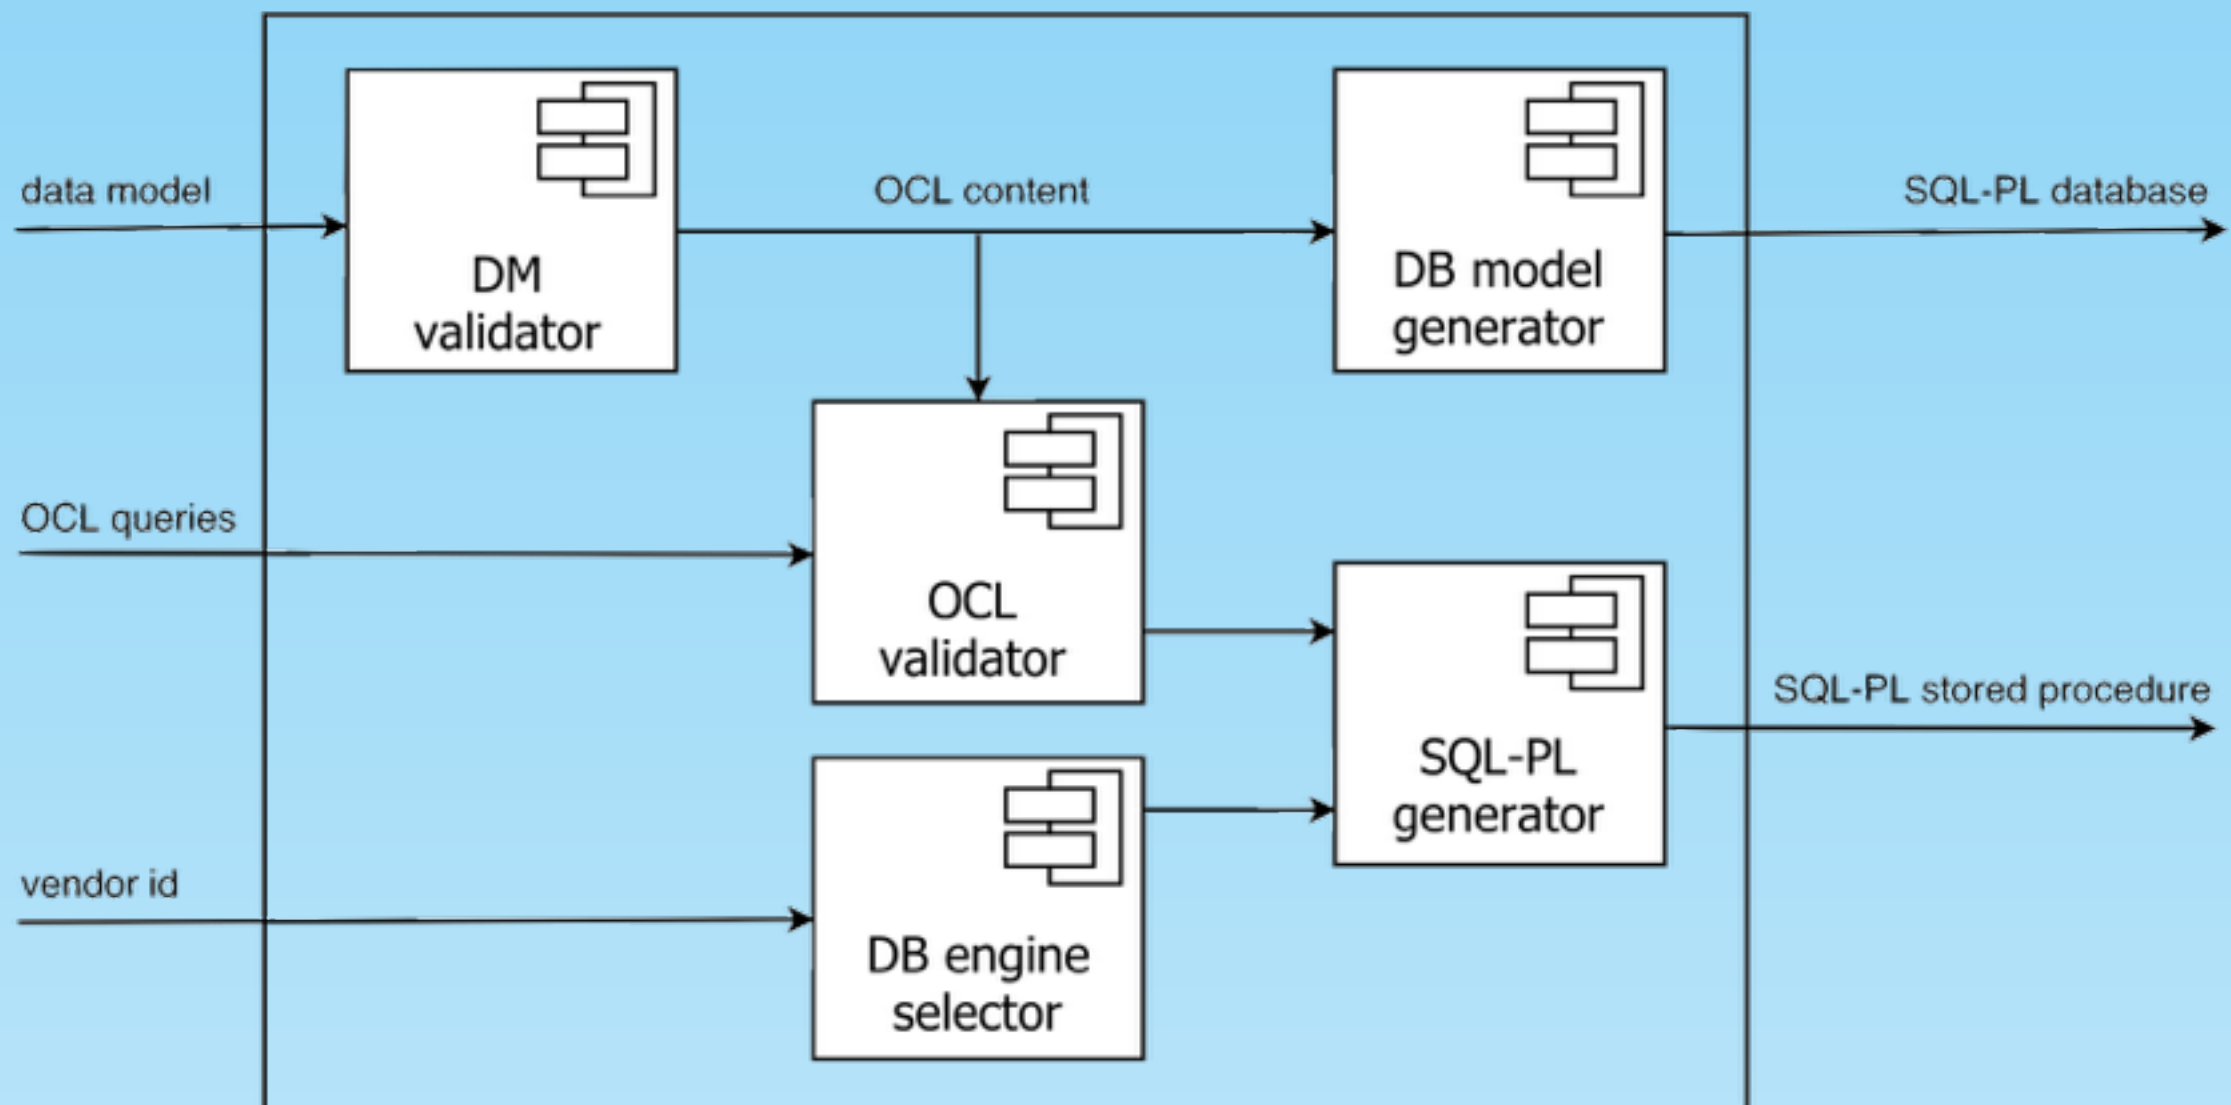 data model
OCL content
SQL-PL database
DM
validator
DB model
generator
OCL queries
OCL
validator
SQL-PL stored procedure
SQL-PL
generator
vendor id
DB engine
selector